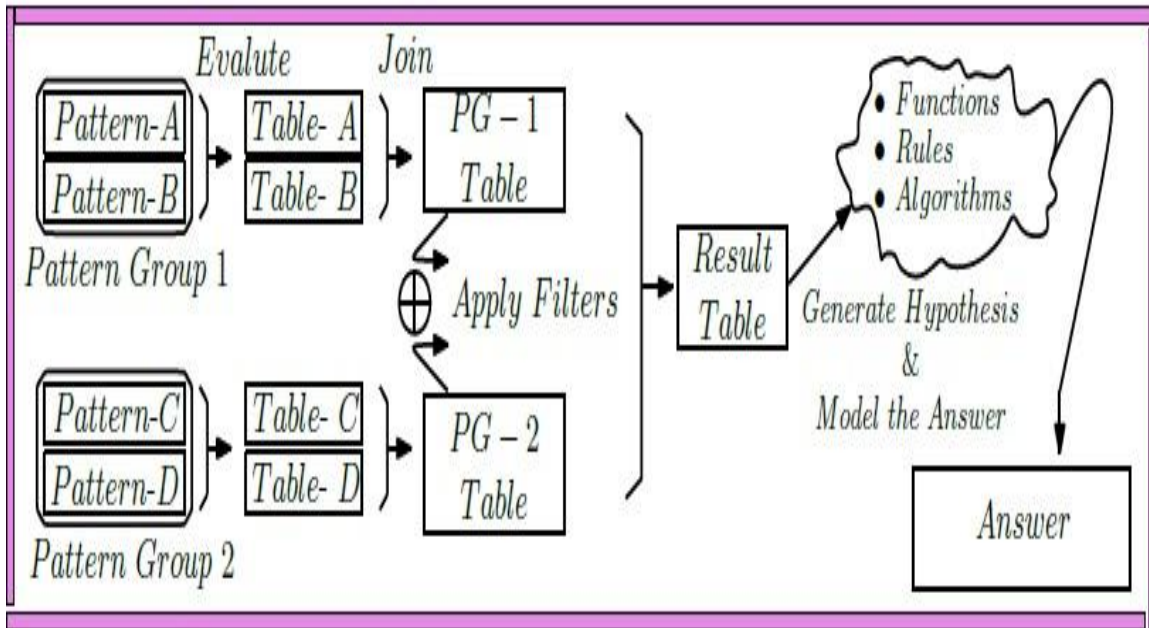 Evalute
Join
Pattern-A
Pattern-B
Pattern Group 1
Table- A
Table- B
PG – 1
Table
Apply Filters
Pattern-C
Pattern-D
Pattern Group 2
Table- C
Table- D
PG – 2
Table
Result
Table
• Functions
• Rules
• Algorithms
Generate Hypothesis
&
Model the Answer
Answer